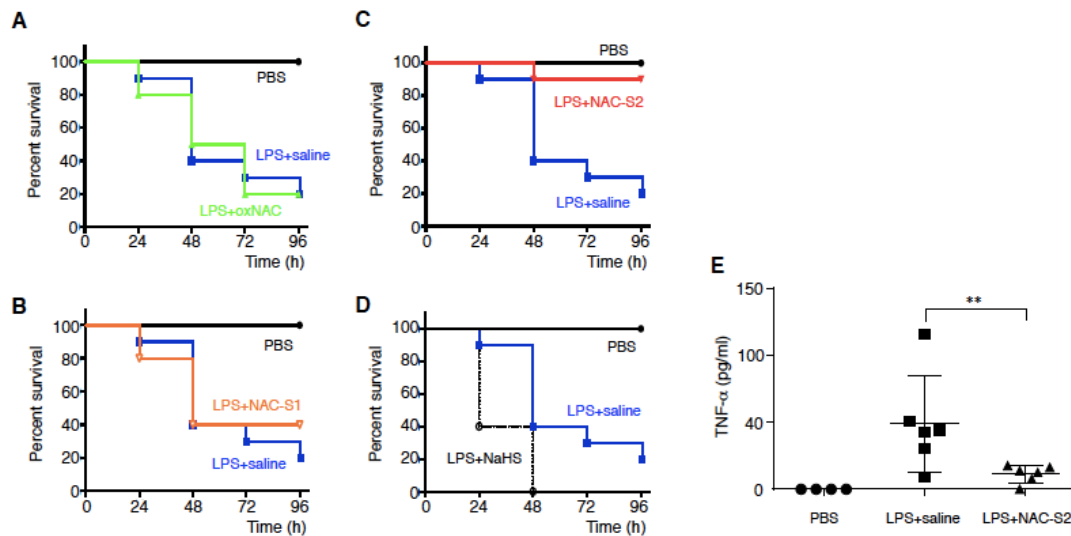 A
Percent survival
100
80
60
40
20
0
PBS
LPS+saline
LPS+oxNAC
0 24 48 72 96
Time (h)
B
Percent survival
100
80
60
40
20
0
PBS
LPS+NAC-S1
LPS+saline
0 24 48 72 96
Time (h)
C
Percent survival
100
80
60
40
20
0
PBS
LPS+NAC-S2
LPS+saline
0 24 48 72 96
Time (h)
D
Percent survival
100
80
60
40
20
0
PBS
LPS+saline
LPS+NaHS
0 24 48 72 96
Time (h)
E
TNF-α (pg/ml)
150
100
40
0
**
PBS LPS+saline LPS+NAC-S2